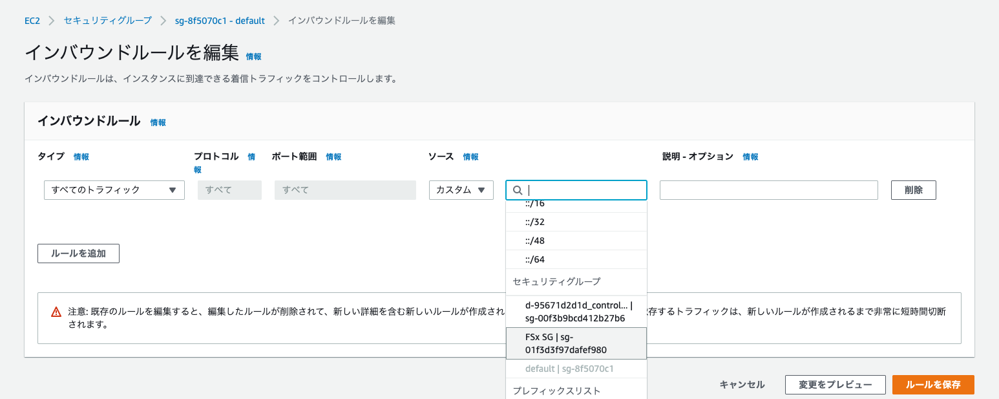 EC2 > セキュリティグループ > sg-8f5070c1 - default > インバウンドルールを編集
インバウンドルールを編集 情報
インバウンドルールは、インスタンスに到達できる着信トラフィックをコントロールします。
インバウンドルール 情報
タイプ 情報
プロトコル 情
報
ポート範囲 情報
ソース 情報
説明 - オプション 情報
すべてのトラフィック
すべて
すべて
カスタム
削除
::/16
::/32
::/48
::/64
セキュリティグループ
d-95671d2d1d_control... |
sg-00f3b9bcd412b27b6
FSx SG | sg-
01f3d3f97dafef980
default | sg-8f5070c1
プレフィックスリスト
ルールを追加
注意: 既存のルールを編集すると、編集したルールが削除されて、新しい詳細を含む新しいルールが作成され 存するトラフィックは、新しいルールが作成されるまで非常に短時間切断
されます。
キャンセル
変更をプレビュー
ルールを保存